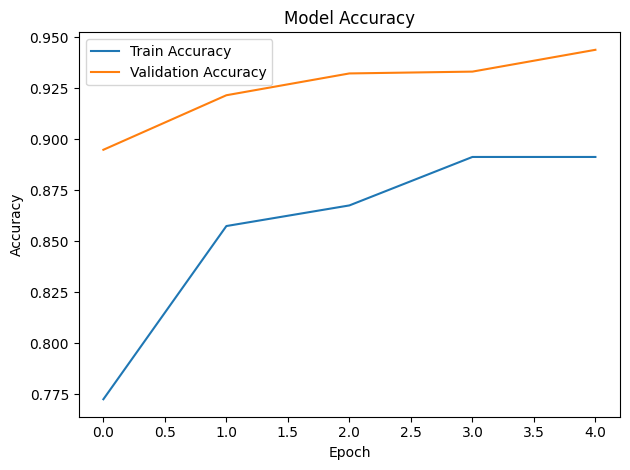 Model Accuracy
Train Accuracy
Validation Accuracy
Accuracy
0.950
0.925
0.900
0.875
0.850
0.825
0.800
0.775
0.0 0.5 1.0 1.5 2.0 2.5 3.0 3.5 4.0
Epoch